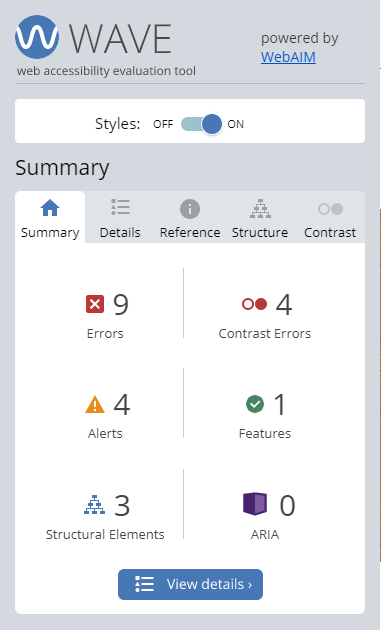 WAVE
web accessibility evaluation tool
powered by
WebAIM
Styles: OFF ON
Summary
Summary Details Reference Structure Contrast
9
Errors
4
Contrast Errors
4
Alerts
1
Features
3
Structural Elements
0
ARIA
View details ›